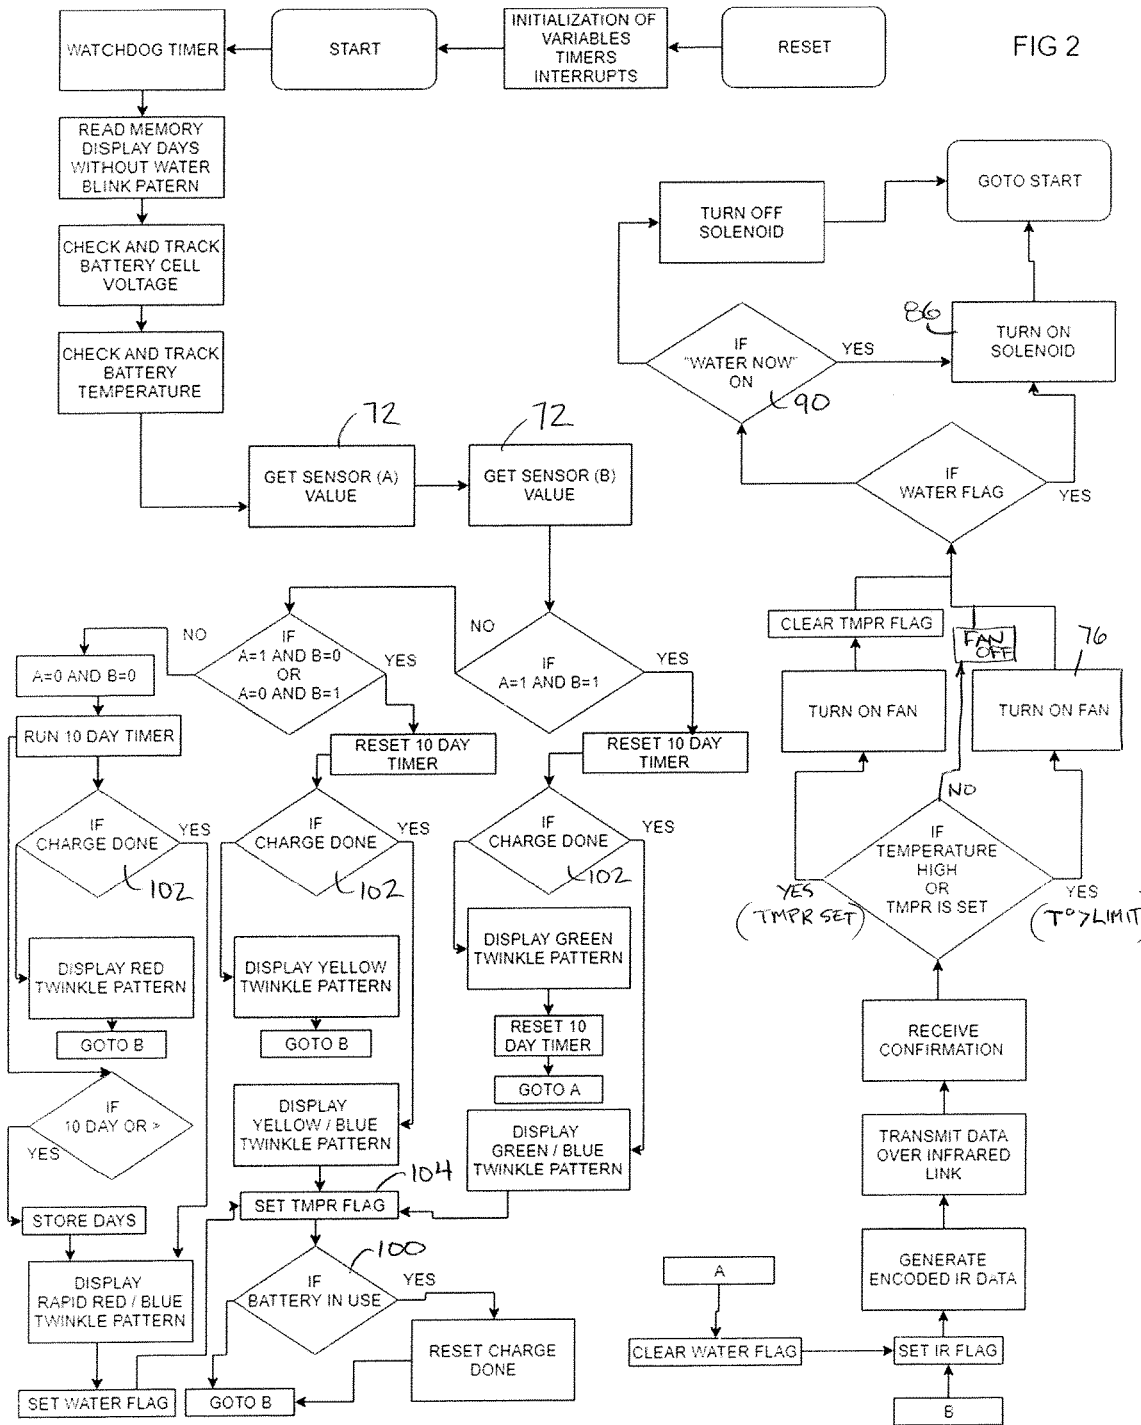 FIG 2
WATCHDOG TIMER
START
INITIALIZATION OF
VARIABLES
TIMERS
INTERRUPTS
RESET
READ MEMORY
DISPLAY DAYS
WITHOUT WATER
BLINK PATERN
CHECK AND TRACK
BATTERY CELL
VOLTAGE
CHECK AND TRACK
BATTERY
TEMPERATURE
72
GET SENSOR (A)
VALUE
72
GET SENSOR (B)
VALUE
TURN OFF
SOLENOID
GOTO START
86
TURN ON
SOLENOID
IF
"WATER NOW"
ON
YES
90
IF
WATER FLAG
YES
NO
IF
A=1 AND B=0
OR
A=0 AND B=1
YES
NO
IF
A=1 AND B=1
YES
A=0 AND B=0
RUN 10 DAY TIMER
RESET 10 DAY
TIMER
RESET 10 DAY
TIMER
IF
CHARGE DONE
YES
102
IF
CHARGE DONE
YES
102
IF
CHARGE DONE
YES
102
DISPLAY RED
TWINKLE PATTERN
GOTO B
DISPLAY YELLOW
TWINKLE PATTERN
GOTO B
DISPLAY GREEN
TWINKLE PATTERN
RESET 10
DAY TIMER
GOTO A
IF
10 DAY OR >
YES
DISPLAY
YELLOW / BLUE
TWINKLE PATTERN
DISPLAY
GREEN / BLUE
TWINKLE PATTERN
104
SET TMPR FLAG
STORE DAYS
DISPLAY
RAPID RED / BLUE
TWINKLE PATTERN
SET WATER FLAG
100
IF
BATTERY IN USE
YES
RESET CHARGE
DONE
GOTO B
CLEAR TMPR FLAG
FAN
OFF
76
TURN ON FAN
TURN ON FAN
NO
IF
TEMPERATURE
HIGH
OR
TMPR IS SET
YES
(TMPR SET)
YES
(T°>LIMIT)
RECEIVE
CONFIRMATION
TRANSMIT DATA
OVER INFRARED
LINK
GENERATE
ENCODED IR DATA
A
CLEAR WATER FLAG
SET IR FLAG
B